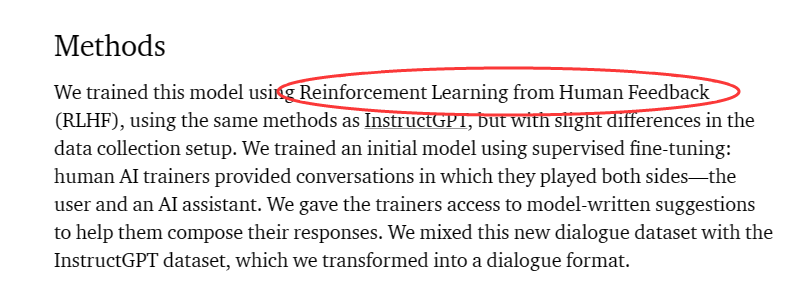 Methods
We trained this model using Reinforcement Learning from Human Feedback
(RLHF), using the same methods as InstructGPT, but with slight differences in the
data collection setup. We trained an initial model using supervised fine-tuning:
human AI trainers provided conversations in which they played both sides—the
user and an AI assistant. We gave the trainers access to model-written suggestions
to help them compose their responses. We mixed this new dialogue dataset with the
InstructGPT dataset, which we transformed into a dialogue format.